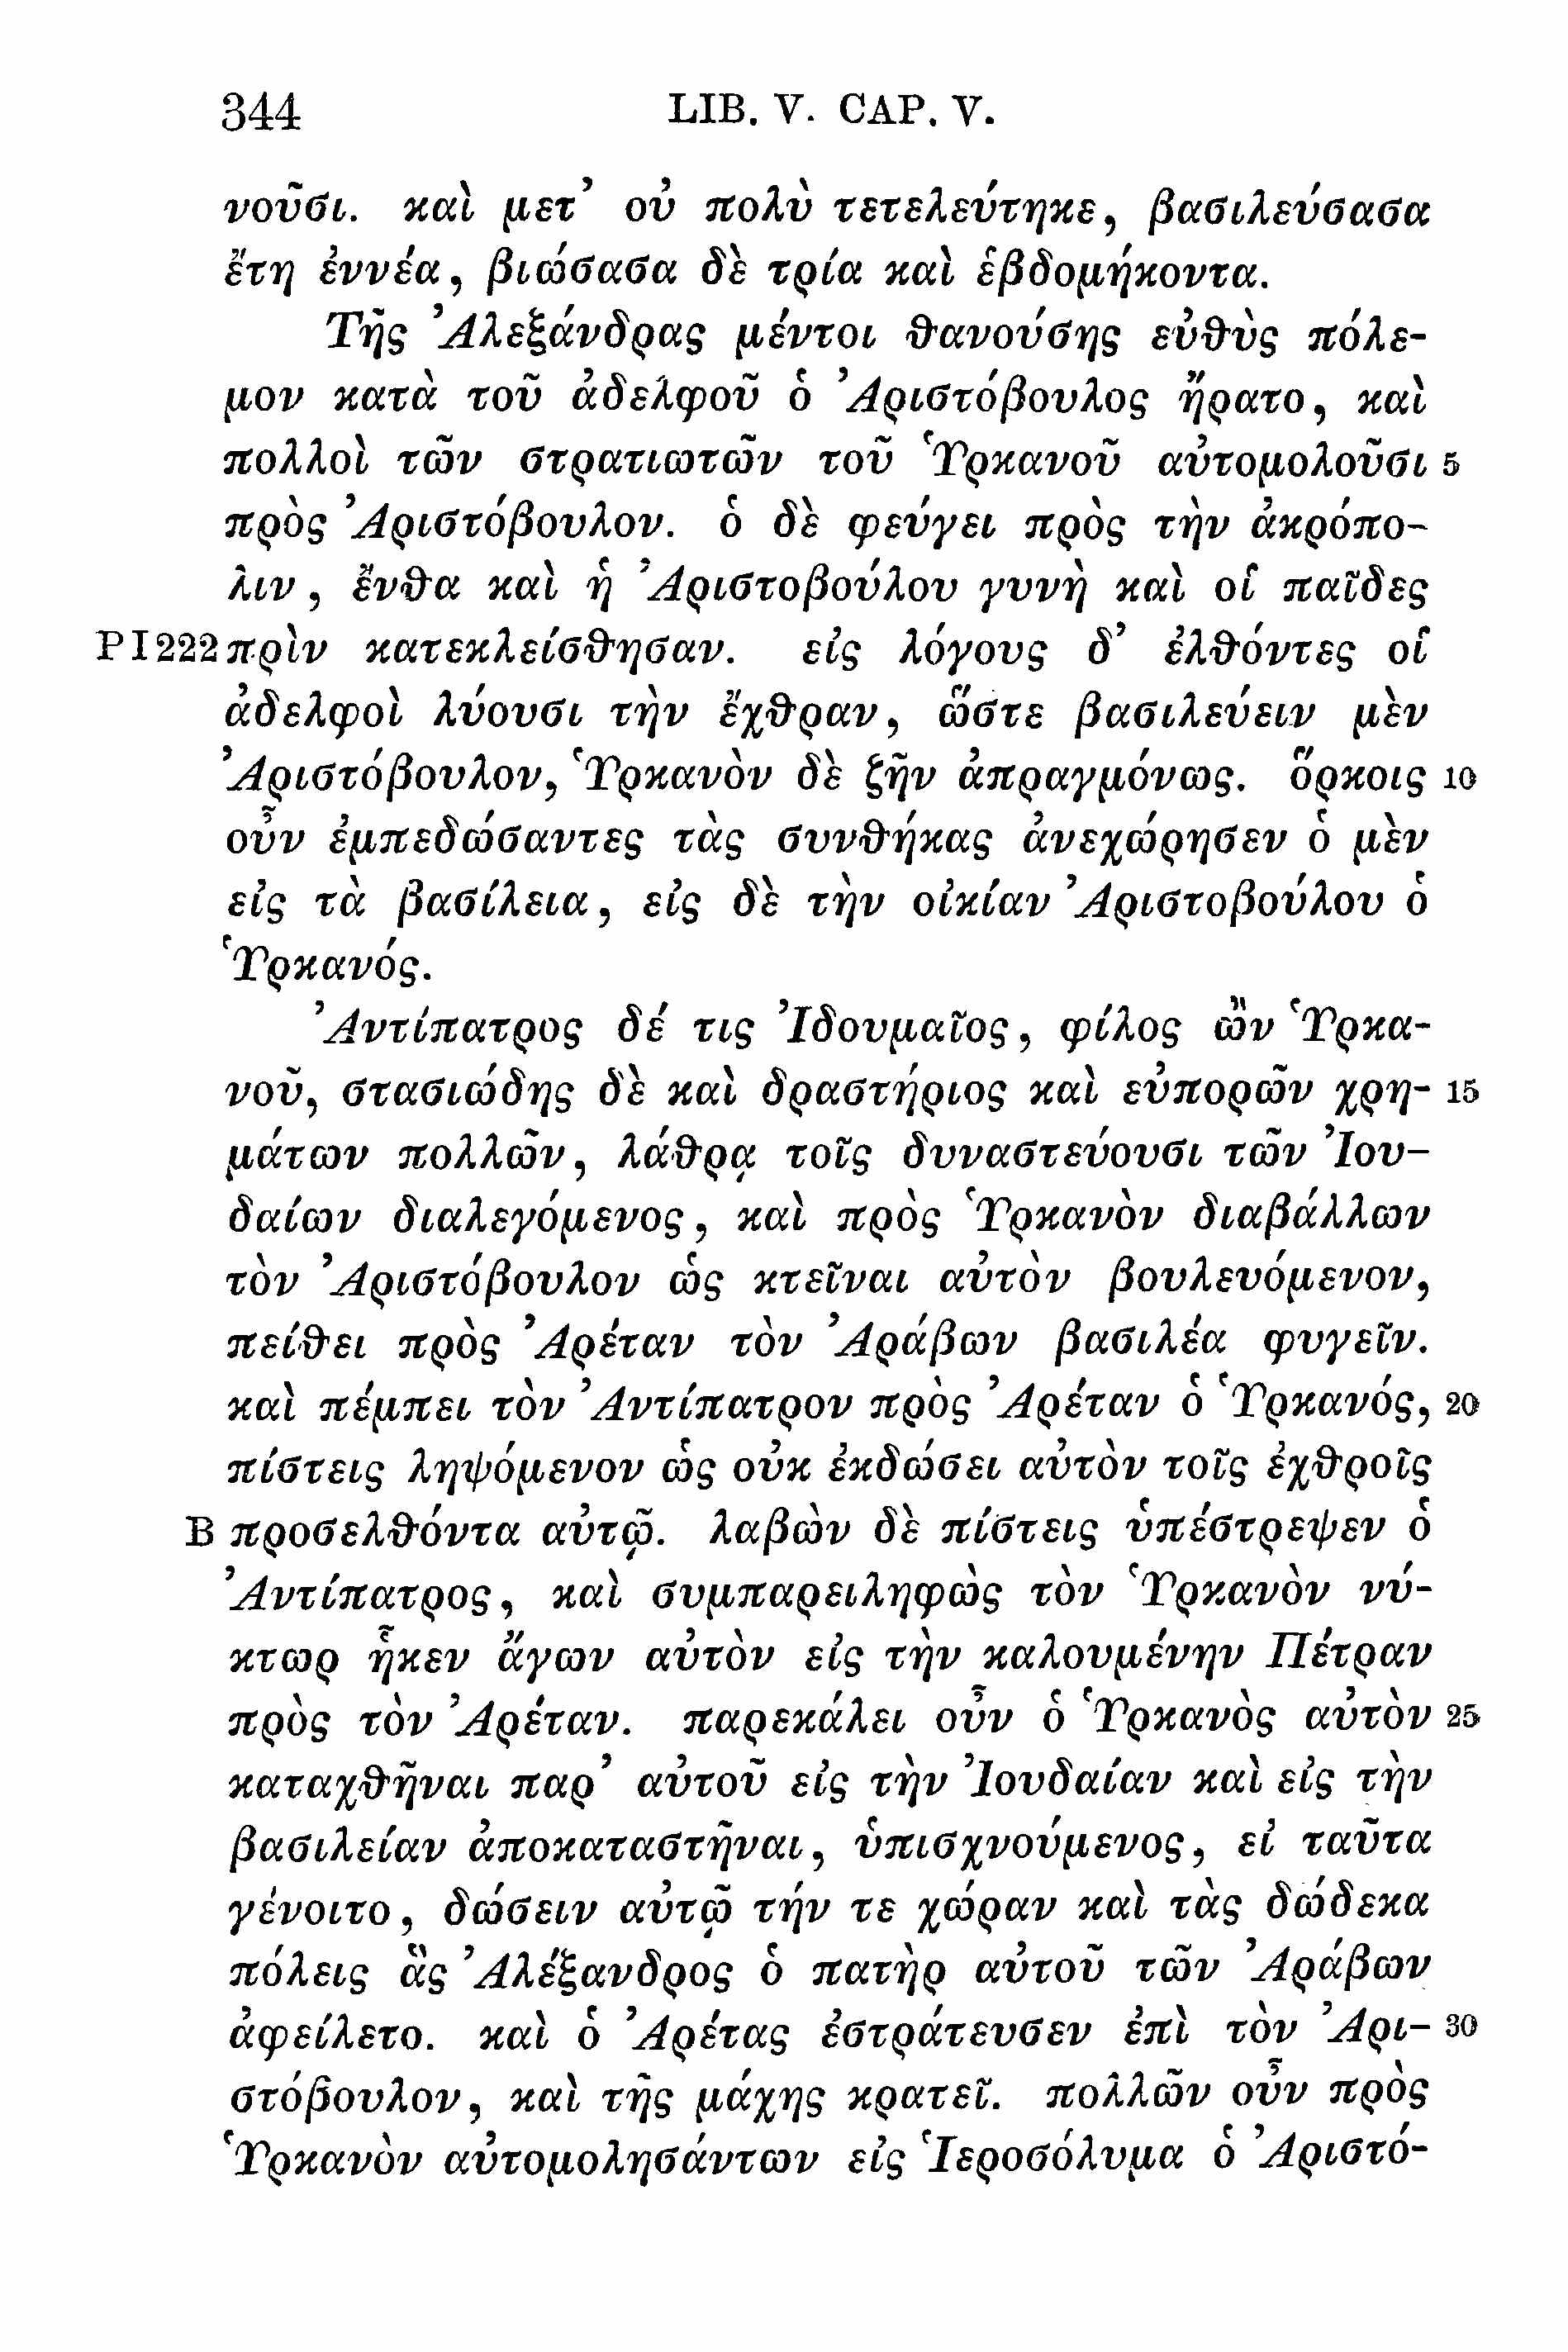 344 LIB. V. CAP. V.
νοῦσι. καὶ μετ’ οὐ πολὺ τετελεύτηκε, βασιλεύσασα
ἔτη ἐννέα, βιώσασα δὲ τρία καὶ ἑβδομήκοντα.
Τῆς Ἀλεξάνδρας μέντοι θανούσης εὐθὺς πόλε-
μον κατὰ τοῦ ἀδελφοῦ ὁ Ἀριστόβουλος ἤρατο, καὶ
πολλοὶ τῶν στρατιωτῶν τοῦ Ὑρκανοῦ αὐτομολοῦσι 5
πρὸς Ἀριστόβουλον. ὁ δὲ φεύγει πρὸς τὴν ἀκρόπο-
λιν, ἔνθα καὶ ἡ Ἀριστοβούλου γυνὴ καὶ οἱ παῖδες
PI222 πρὶν κατεκλείσθησαν. εἰς λόγους δ’ ἐλθόντες οἱ
ἀδελφοὶ λύουσι τὴν ἔχθραν, ὥστε βασιλεύειν μὲν
Ἀριστόβουλον, Ὑρκανὸν δὲ ζῆν ἀπραγμόνως. ὅρκοις 10
οὖν ἐμπεδώσαντες τὰς συνθήκας ἀνεχώρησεν ὁ μὲν
εἰς τὰ βασίλεια, εἰς δὲ τὴν οἰκίαν Ἀριστοβούλου ὁ
Ὑρκανός.
Ἀντίπατρος δέ τις Ἰδουμαῖος, φίλος ὢν Ὑρκα-
νοῦ, στασιώδης δὲ καὶ δραστήριος καὶ εὐπορῶν χρη- 15
μάτων πολλῶν, λάθρᾳ τοῖς δυναστεύουσι τῶν Ἰου-
δαίων διαλεγόμενος, καὶ πρὸς Ὑρκανὸν διαβάλλων
τὸν Ἀριστόβουλον ὡς κτεῖναι αὐτὸν βουλευόμενον,
πείθει πρὸς Ἀρέταν τὸν Ἀράβων βασιλέα φυγεῖν.
καὶ πέμπει τὸν Ἀντίπατρον πρὸς Ἀρέταν ὁ Ὑρκανός, 20
πίστεις ληψόμενον ὡς οὐκ ἐκδώσει αὐτὸν τοῖς ἐχθροῖς
B προσελθόντα αὐτῷ. λαβὼν δὲ πίστεις ὑπέστρεψεν ὁ
Ἀντίπατρος, καὶ συμπαρειληφὼς τὸν Ὑρκανὸν νύ-
κτωρ ἧκεν ἄγων αὐτὸν εἰς τὴν καλουμένην Πέτραν
πρὸς τὸν Ἀρέταν. παρεκάλει οὖν ὁ Ὑρκανὸς αὐτὸν 25
καταχθῆναι παρ’ αὐτοῦ εἰς τὴν Ἰουδαίαν καὶ εἰς τὴν
βασιλείαν ἀποκαταστῆναι, ὑπισχνούμενος, εἰ ταῦτα
γένοιτο, δώσειν αὐτῷ τήν τε χώραν καὶ τὰς δώδεκα
πόλεις ἃς Ἀλέξανδρος ὁ πατὴρ αὐτοῦ τῶν Ἀράβων
ἀφείλετο. καὶ ὁ Ἀρέτας ἐστράτευσεν ἐπὶ τὸν Ἀρι- 30
στόβουλον, καὶ τῆς μάχης κρατεῖ. πολλῶν οὖν πρὸς
Ὑρκανὸν αὐτομολησάντων εἰς Ἱεροσόλυμα ὁ Ἀριστό-